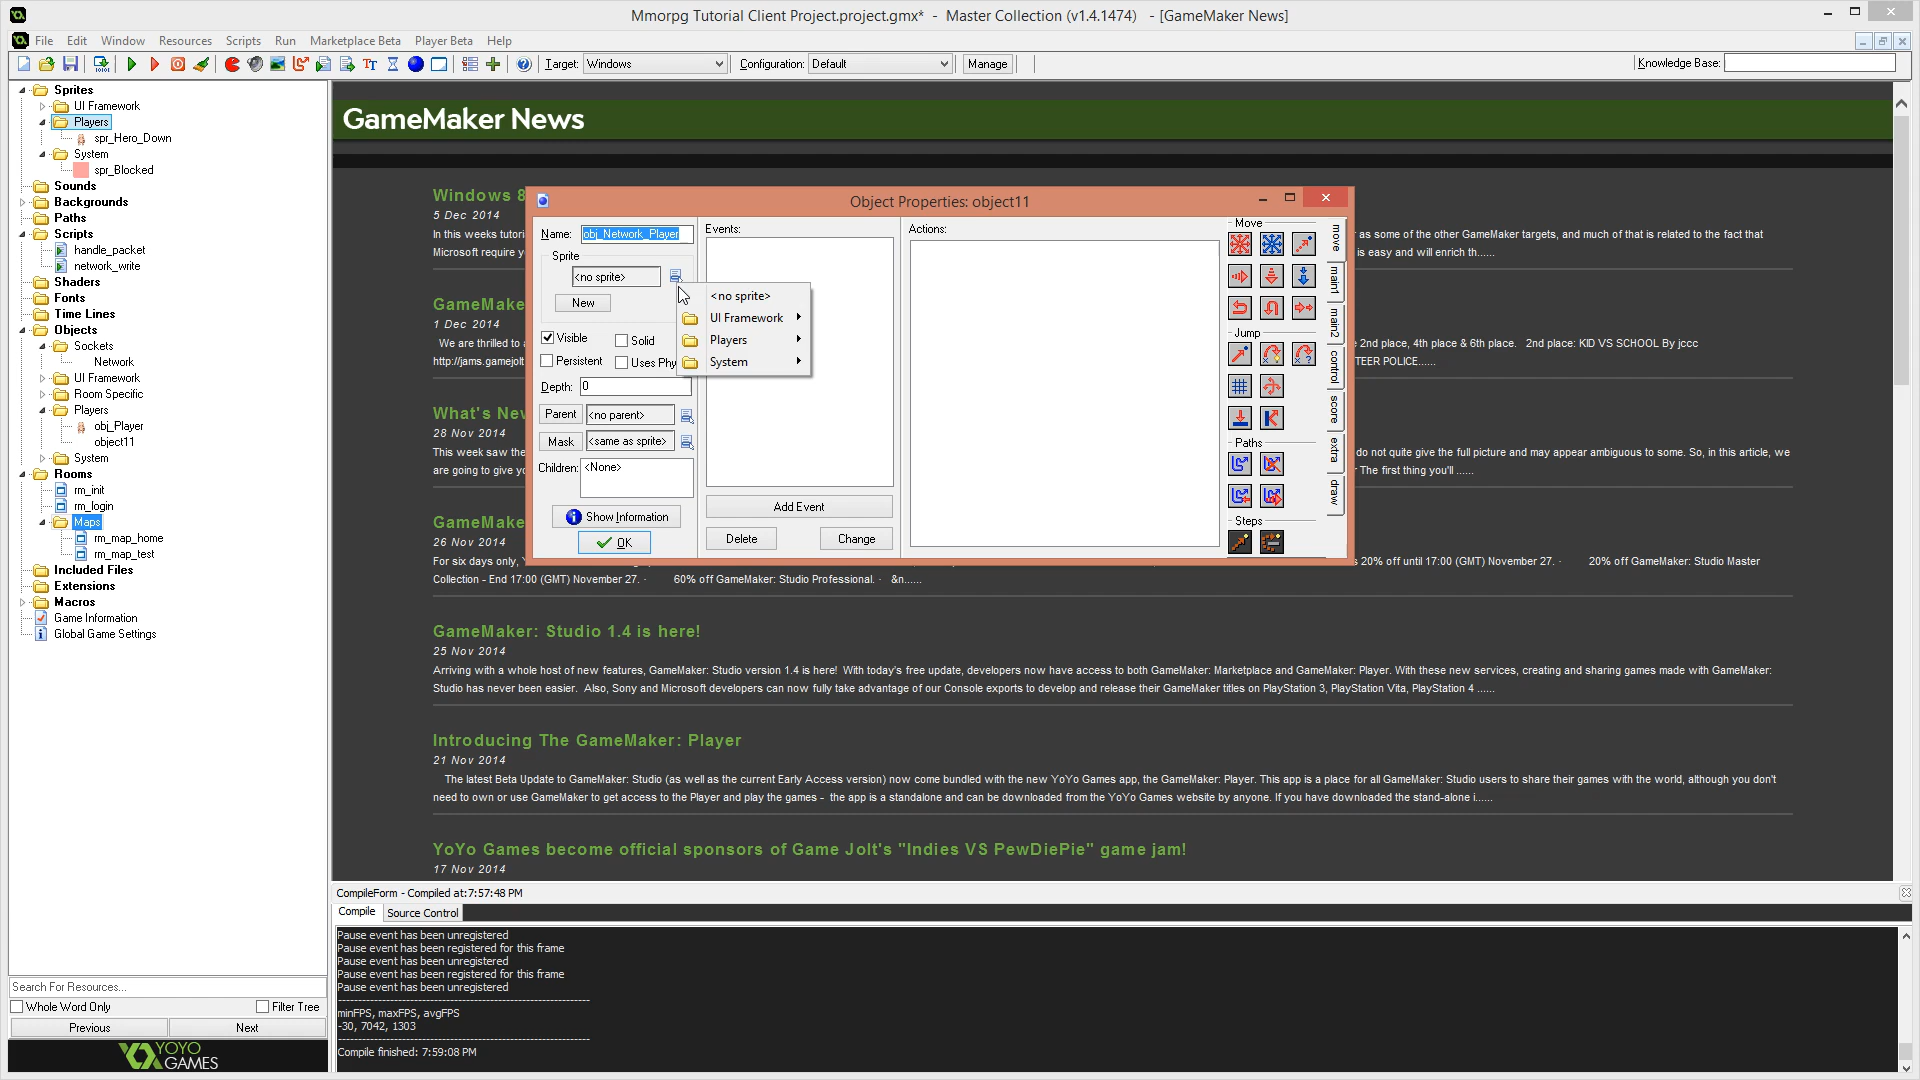 Mmorpg Tutorial Client Project.project.gmx* - Master Collection (v1.4.1474) - [GameMaker News]
File Edit Window Resources Scripts Run Marketplace Beta Player Beta Help
Target: Windows Configuration: Default Manage Knowledge Base:
Sprites
UI Framework
Players
spr_Hero_Down
System
spr_Blocked
Sounds
Backgrounds
Paths
Scripts
handle_packet
network_write
Shaders
Fonts
Time Lines
Objects
Sockets
Network
UI Framework
Room Specific
Players
obj_Player
object11
System
Rooms
rm_init
rm_login
Maps
rm_map_home
rm_map_test
Included Files
Extensions
Macros
Game Information
Global Game Settings
Search For Resources...
Whole Word Only Filter Tree
Previous Next
YOYO
GAMES
GameMaker News
Windows 8
5 Dec 2014
In this weeks tutori
as some of the other GameMaker targets, and much of that is related to the fact that
Microsoft require y
is easy and will enrich th......
GameMake
1 Dec 2014
We are thrilled to a
2nd place, 4th place & 6th place. 2nd place: KID VS SCHOOL By jccc
http://jams.gamejolt
TEER POLICE......
What's New
28 Nov 2014
This week saw the
do not quite give the full picture and may appear ambiguous to some. So, in this article, we
are going to give yo
The first thing you'll ......
GameMake
26 Nov 2014
For six days only,
20% off until 17:00 (GMT) November 27. · 20% off GameMaker: Studio Master
Collection - End 17:00 (GMT) November 27. · 60% off GameMaker: Studio Professional. · &n......
GameMaker: Studio 1.4 is here!
25 Nov 2014
Arriving with a whole host of new features, GameMaker: Studio version 1.4 is here! With today's free update, developers now have access to both GameMaker: Marketplace and GameMaker: Player. With these new services, creating and sharing games made with GameMaker:
Studio has never been easier. Also, Sony and Microsoft developers can now fully take advantage of our Console exports to develop and release their GameMaker titles on PlayStation 3, PlayStation Vita, PlayStation 4 ......
Introducing The GameMaker: Player
21 Nov 2014
The latest Beta Update to GameMaker: Studio (as well as the current Early Access version) now come bundled with the new YoYo Games app, the GameMaker: Player. This app is a place for all GameMaker: Studio users to share their games with the world, although you don't
need to own or use GameMaker to get access to the Player and play the games - the app is a standalone and can be downloaded from the YoYo Games website by anyone. If you have downloaded the stand-alone i......
YoYo Games become official sponsors of Game Jolt's "Indies VS PewDiePie" game jam!
17 Nov 2014
Object Properties: object11
Name: obj_Network_Player
Sprite
<no sprite>
New
Visible Solid
Persistent Uses Phy
Depth: 0
Parent <no parent>
Mask <same as sprite>
Children: <None>
Show Information
OK
<no sprite>
UI Framework
Players
System
Events:
Add Event
Delete Change
Actions:
Move
Jump
Paths
Steps
move
main1
main2
control
score
extra
draw
CompileForm - Compiled at:7:57:48 PM
Compile Source Control
Pause event has been unregistered
Pause event has been registered for this frame
Pause event has been unregistered
Pause event has been registered for this frame
Pause event has been unregistered
minFPS, maxFPS, avgFPS
-30, 7042, 1303
Compile finished: 7:59:08 PM